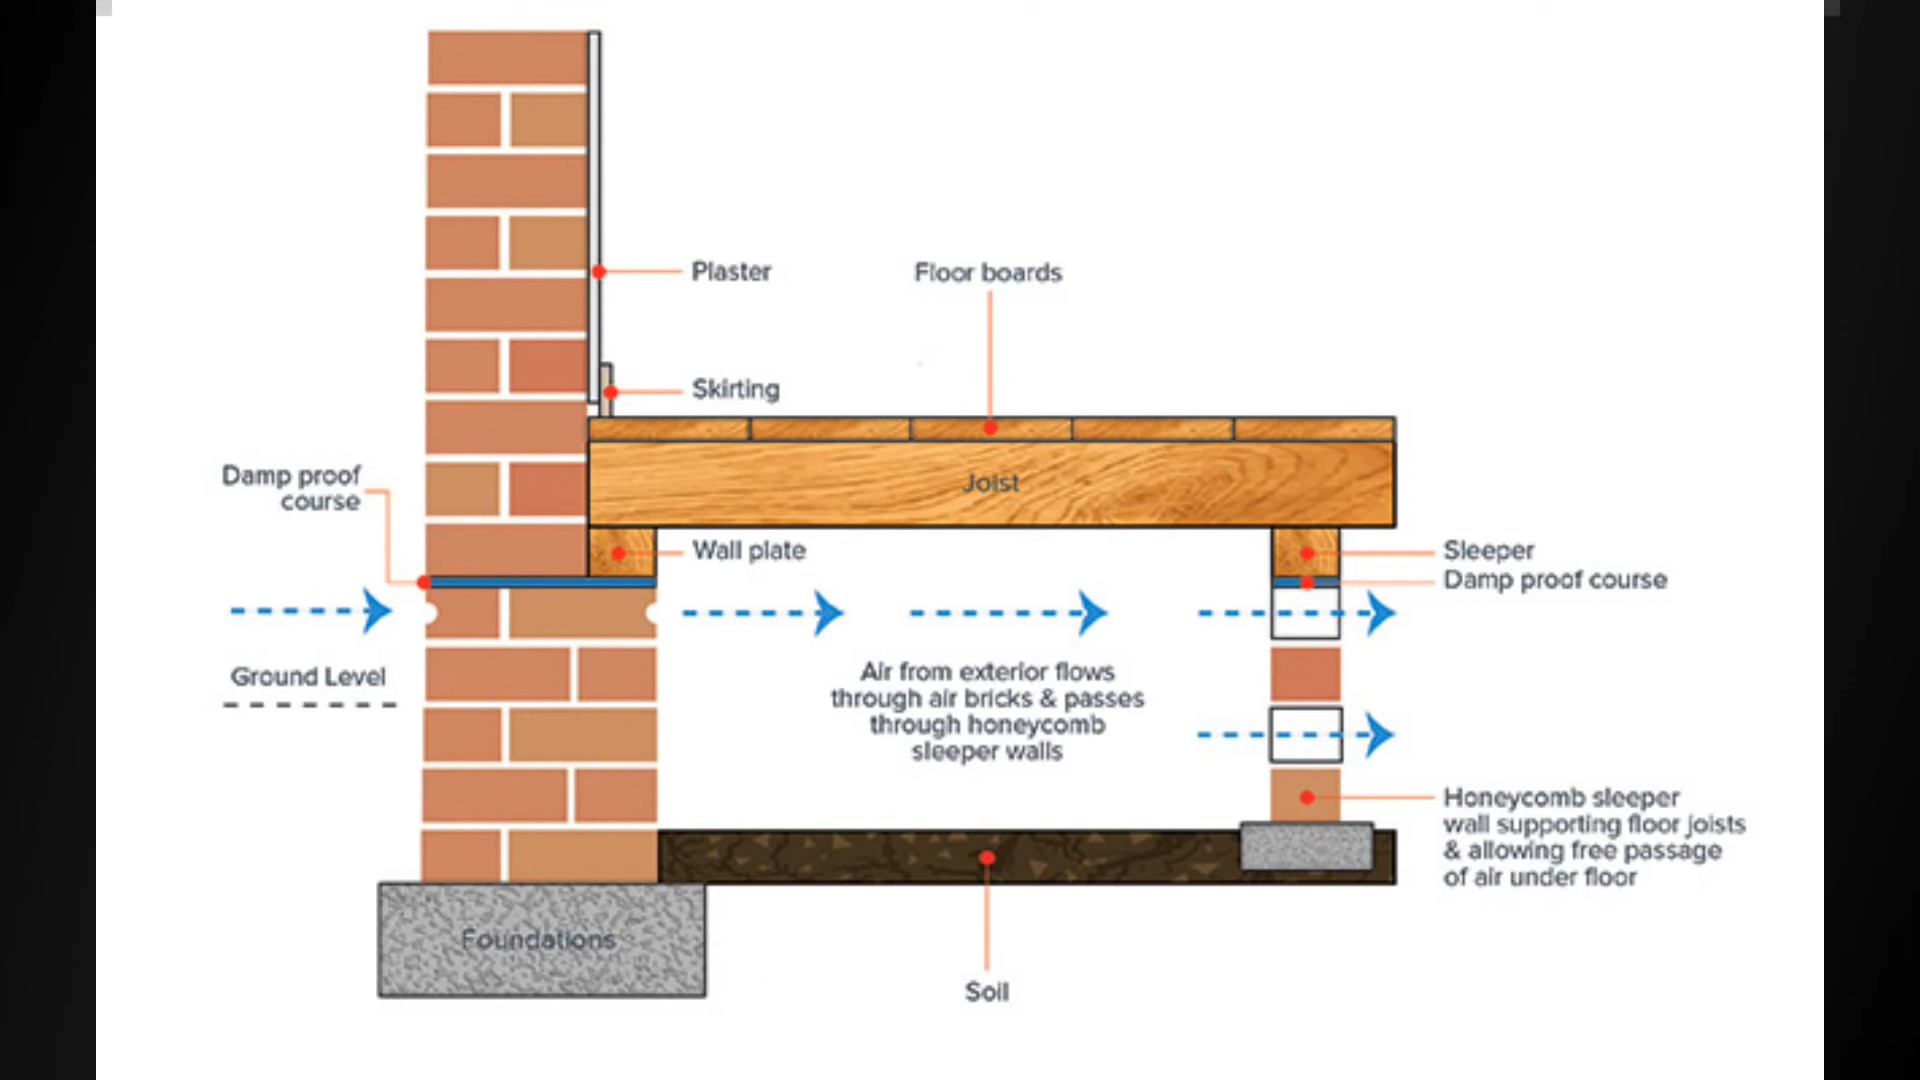 Plaster
Floor boards
Skirting
Damp proof
course
Joist
Wall plate
Sleeper
Damp proof course
Ground Level
Air from exterior flows
through air bricks & passes
through honeycomb
sleeper walls
Honeycomb sleeper
wall supporting floor joists
& allowing free passage
of air under floor
Foundations
Soil